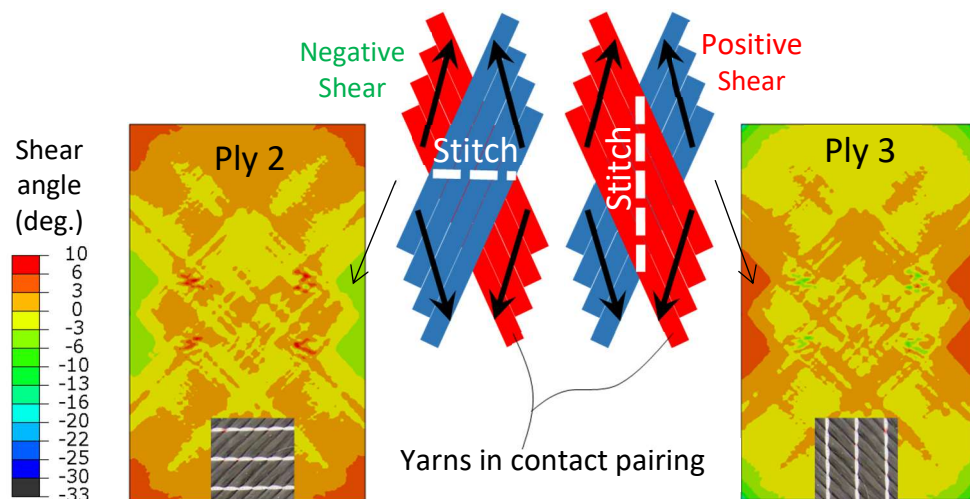 Negative
Shear
Positive
Shear
Stitch
Stitch
Shear
angle
(deg.)
10
6
3
0
-3
-6
-10
-13
-16
-20
-22
-26
-30
-33
Ply 2
Ply 3
Yarns in contact pairing